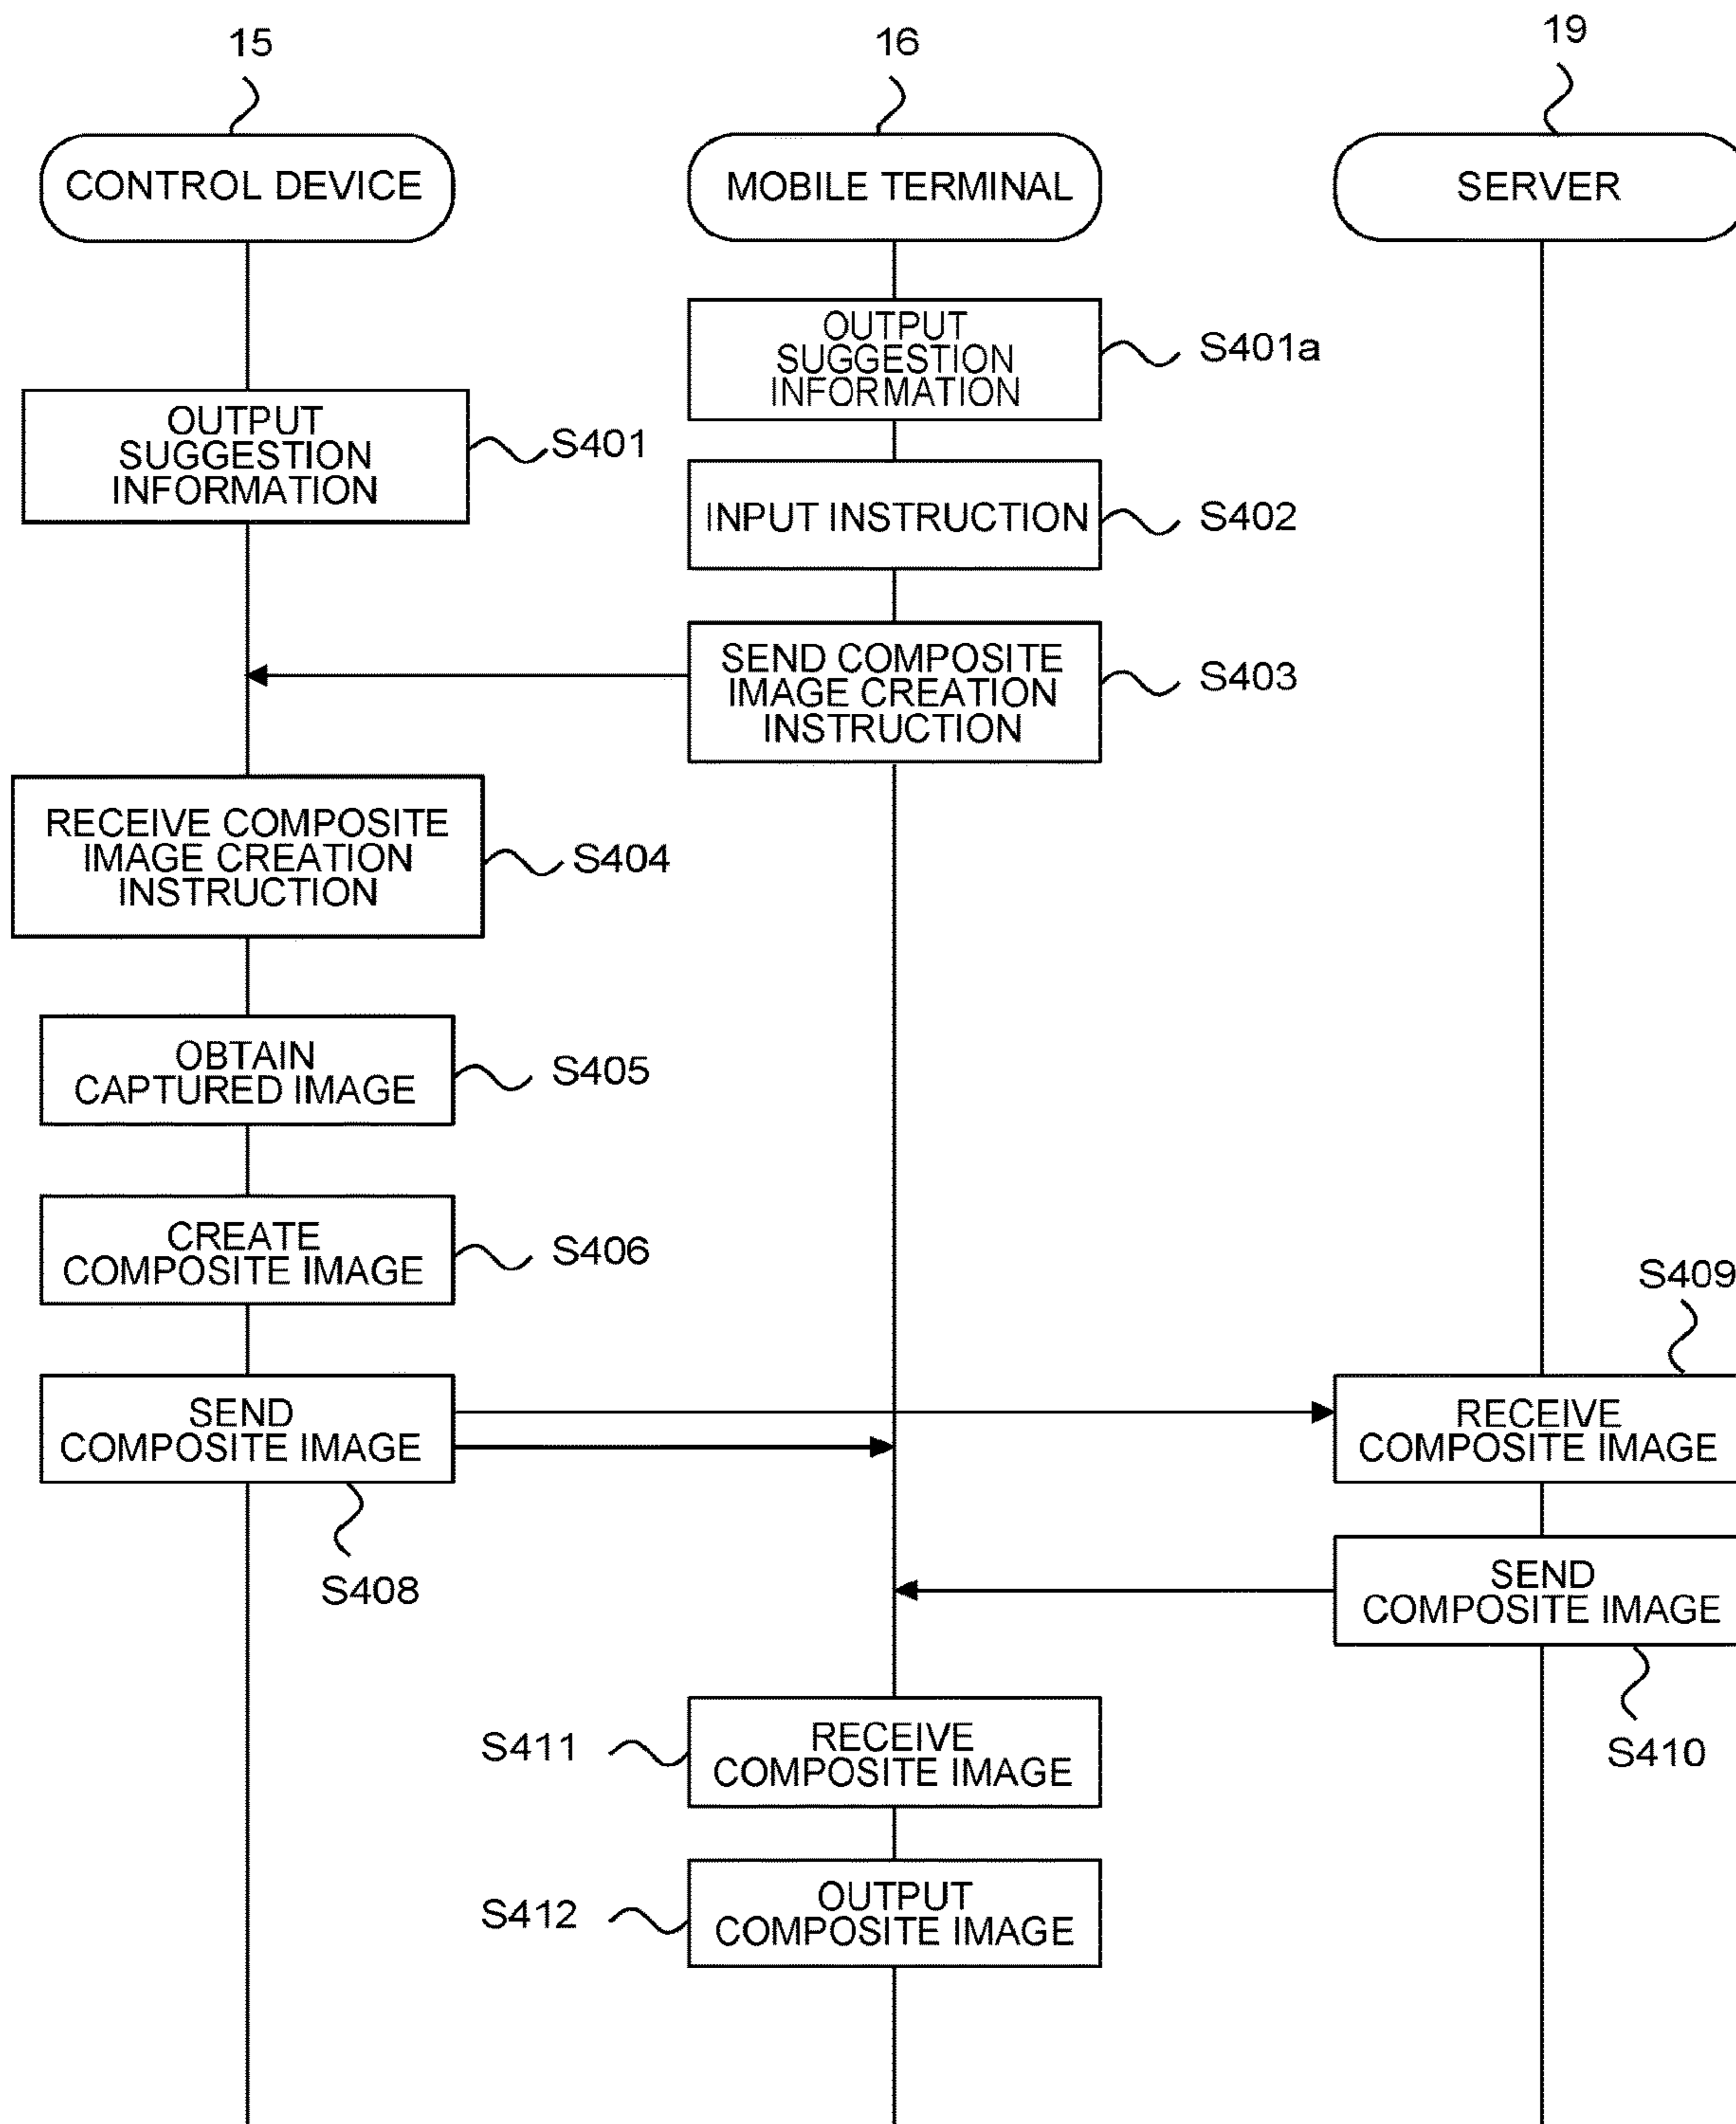 15
16
19
CONTROL DEVICE
MOBILE TERMINAL
SERVER
OUTPUT
SUGGESTION
INFORMATION
S401a
OUTPUT
SUGGESTION
INFORMATION
S401
INPUT INSTRUCTION
S402
SEND COMPOSITE
IMAGE CREATION
INSTRUCTION
S403
RECEIVE COMPOSITE
IMAGE CREATION
INSTRUCTION
S404
OBTAIN
CAPTURED IMAGE
S405
CREATE
COMPOSITE IMAGE
S406
S409
SEND
COMPOSITE IMAGE
RECEIVE
COMPOSITE IMAGE
S408
SEND
COMPOSITE IMAGE
S410
S411
RECEIVE
COMPOSITE IMAGE
S412
OUTPUT
COMPOSITE IMAGE